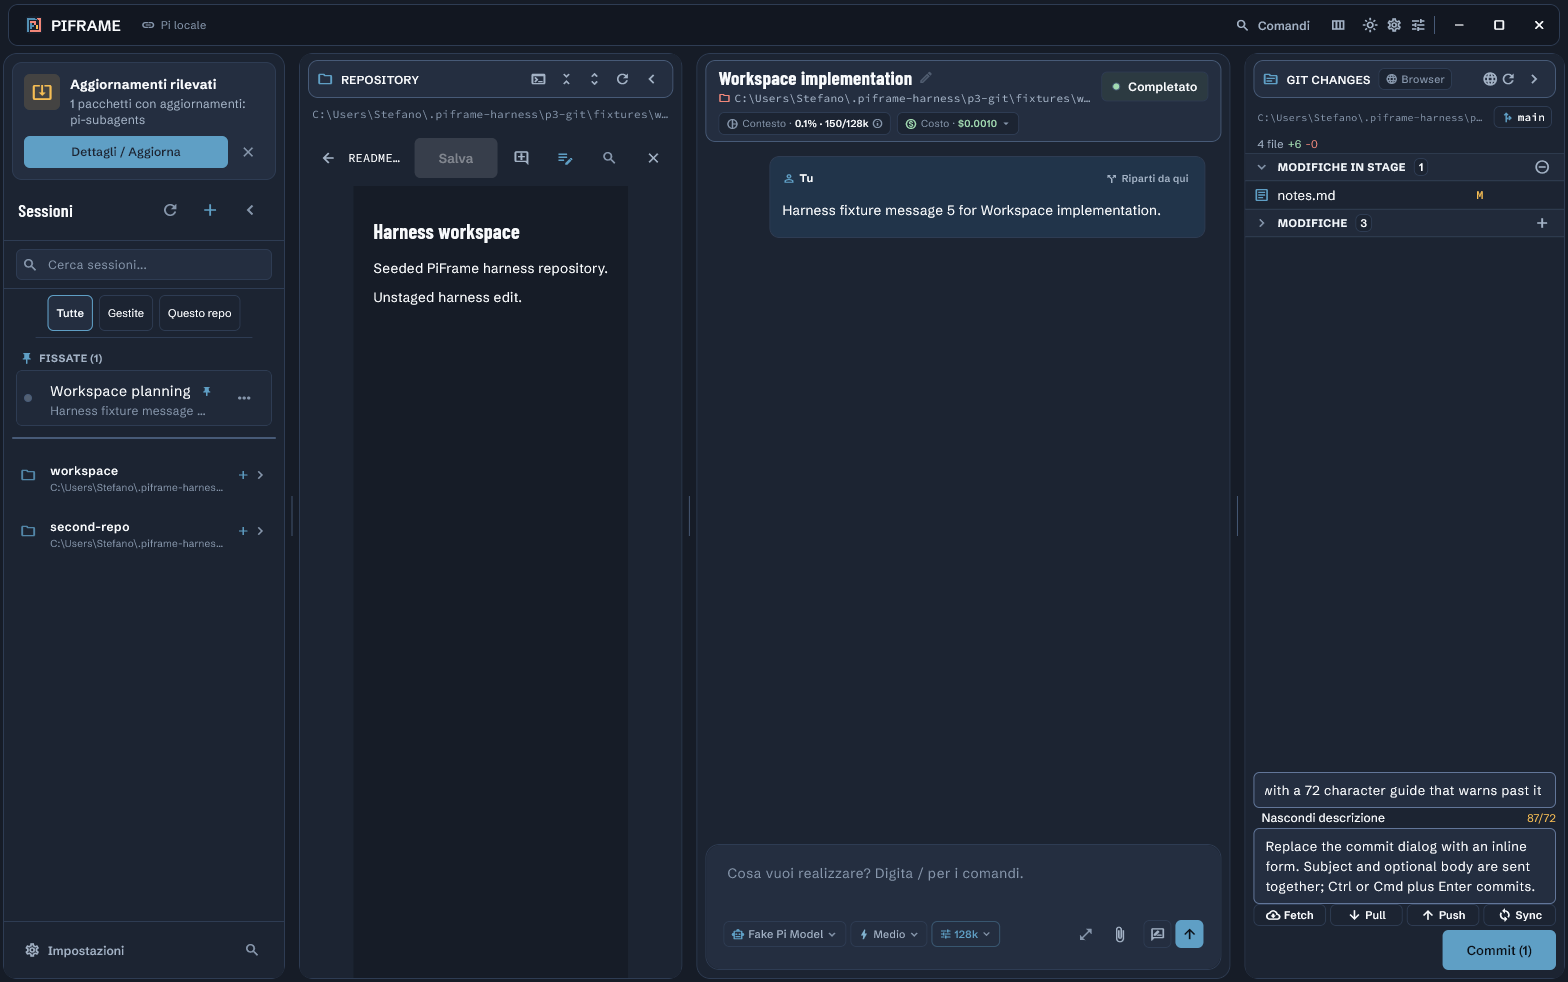 PIFRAME
Pi locale
Comandi
Aggiornamenti rilevati
1 pacchetti con aggiornamenti:
pi-subagents
Dettagli / Aggiorna
Sessioni
Cerca sessioni...
Tutte
Gestite
Questo repo
FISSATE (1)
Workspace planning
Harness fixture message ...
workspace
C:\Users\Stefano\.piframe-harnes...
second-repo
C:\Users\Stefano\.piframe-harnes...
Impostazioni
REPOSITORY
C:\Users\Stefano\.piframe-harness\p3-git\fixtures\w…
README…
Salva
Harness workspace
Seeded PiFrame harness repository.
Unstaged harness edit.
Workspace implementation
C:\Users\Stefano\.piframe-harness\p3-git\fixtures\w…
Completato
Contesto · 0.1% · 150/128k
Costo · $0.0010
Tu
Riparti da qui
Harness fixture message 5 for Workspace implementation.
Cosa vuoi realizzare? Digita / per i comandi.
Fake Pi Model
Medio
128k
GIT CHANGES
Browser
C:\Users\Stefano\.piframe-harness\p…
main
4 file +6 -0
MODIFICHE IN STAGE 1
notes.md M
MODIFICHE 3
with a 72 character guide that warns past it
Nascondi descrizione 87/72
Replace the commit dialog with an inline
form. Subject and optional body are sent
together; Ctrl or Cmd plus Enter commits.
Fetch
Pull
Push
Sync
Commit (1)